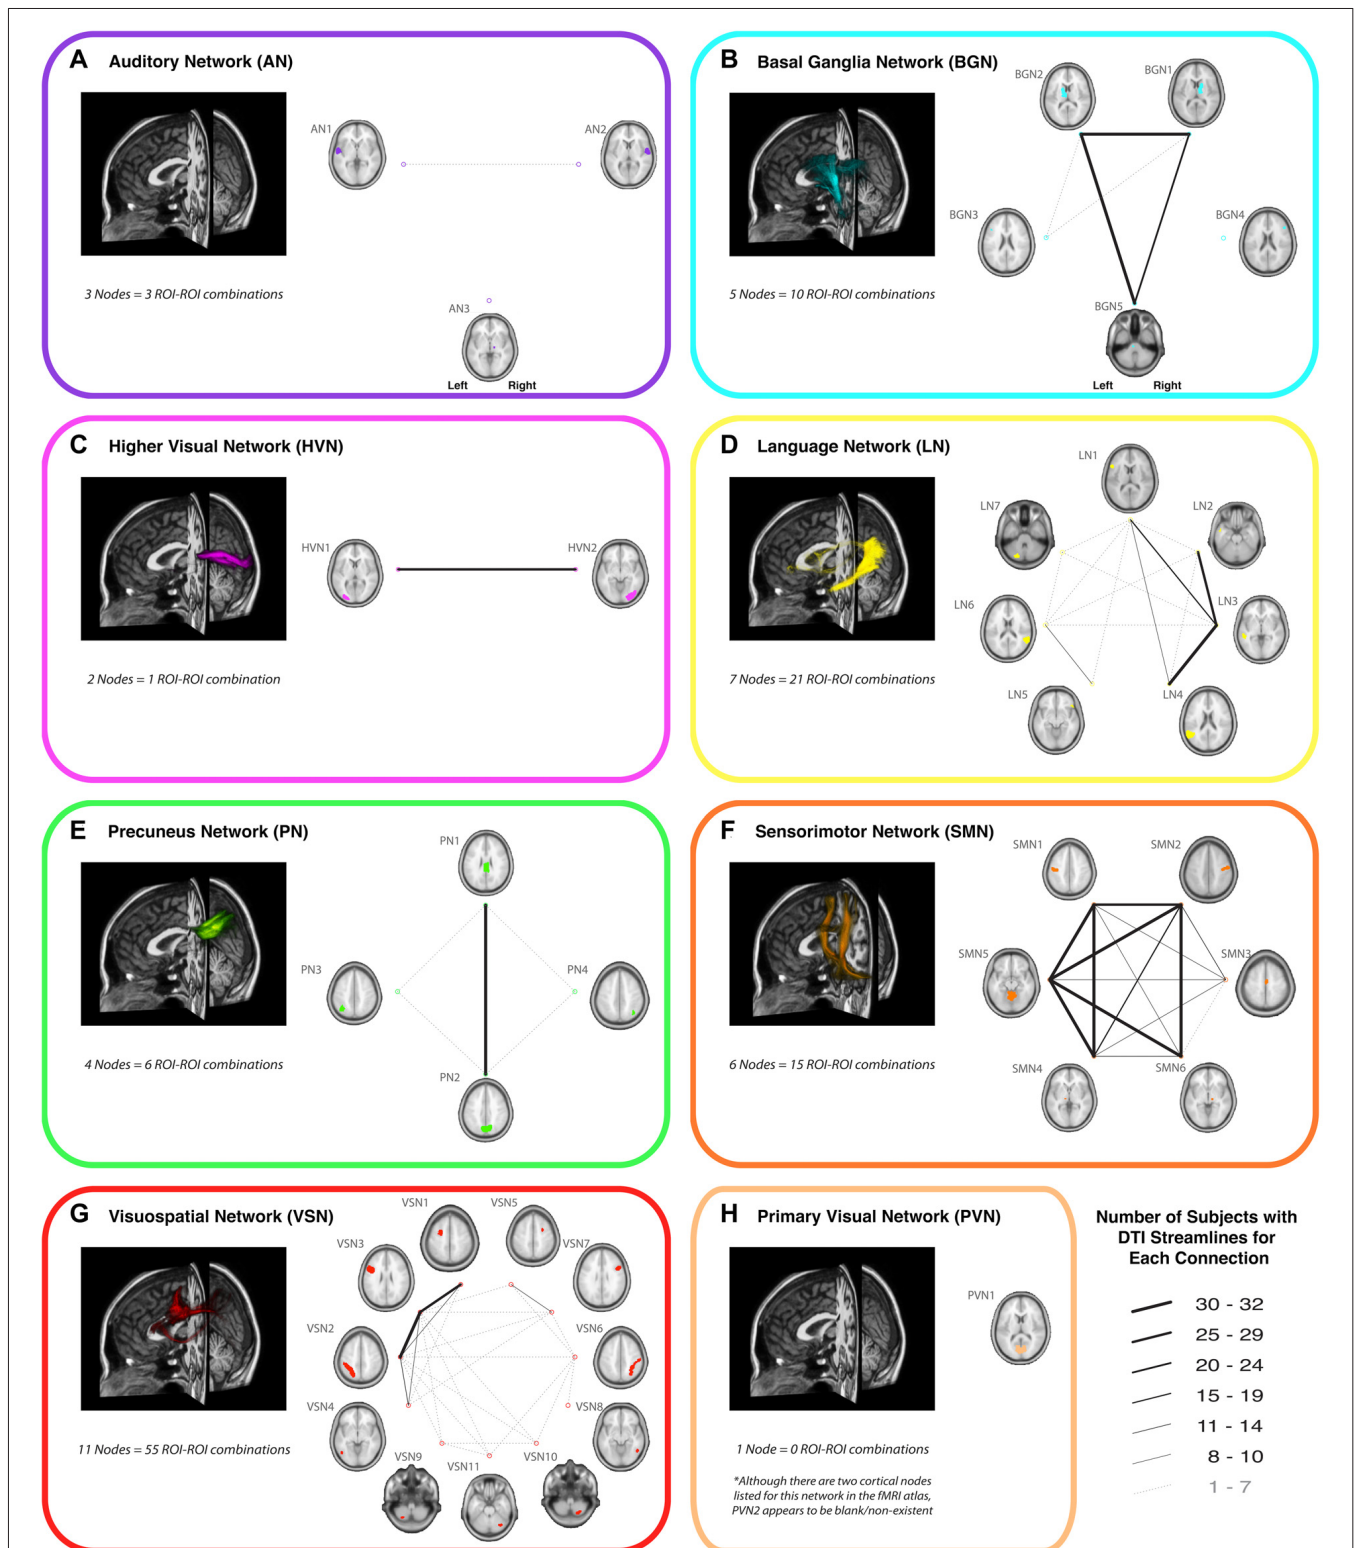 A Auditory Network (AN)
AN1
AN2
3 Nodes = 3 ROI-ROI combinations
AN3
Left Right
B Basal Ganglia Network (BGN)
BGN2
BGN1
BGN3
BGN4
5 Nodes = 10 ROI-ROI combinations
BGN5
Left Right
C Higher Visual Network (HVN)
HVN1
HVN2
2 Nodes = 1 ROI-ROI combination
D Language Network (LN)
LN1
LN7
LN2
LN6
LN3
7 Nodes = 21 ROI-ROI combinations
LN5
LN4
E Precuneus Network (PN)
PN1
PN3
PN4
4 Nodes = 6 ROI-ROI combinations
PN2
F Sensorimotor Network (SMN)
SMN1
SMN2
SMN5
SMN3
6 Nodes = 15 ROI-ROI combinations
SMN4
SMN6
G Visuospatial Network (VSN)
VSN1
VSN5
VSN3
VSN7
VSN2
VSN6
VSN4
VSN8
11 Nodes = 55 ROI-ROI combinations
VSN9
VSN11
VSN10
H Primary Visual Network (PVN)
PVN1
1 Node = 0 ROI-ROI combinations
*Although there are two cortical nodes
listed for this network in the fMRI atlas,
PVN2 appears to be blank/non-existent
Number of Subjects with
DTI Streamlines for
Each Connection
30 - 32
25 - 29
20 - 24
15 - 19
11 - 14
8 - 10
1 - 7